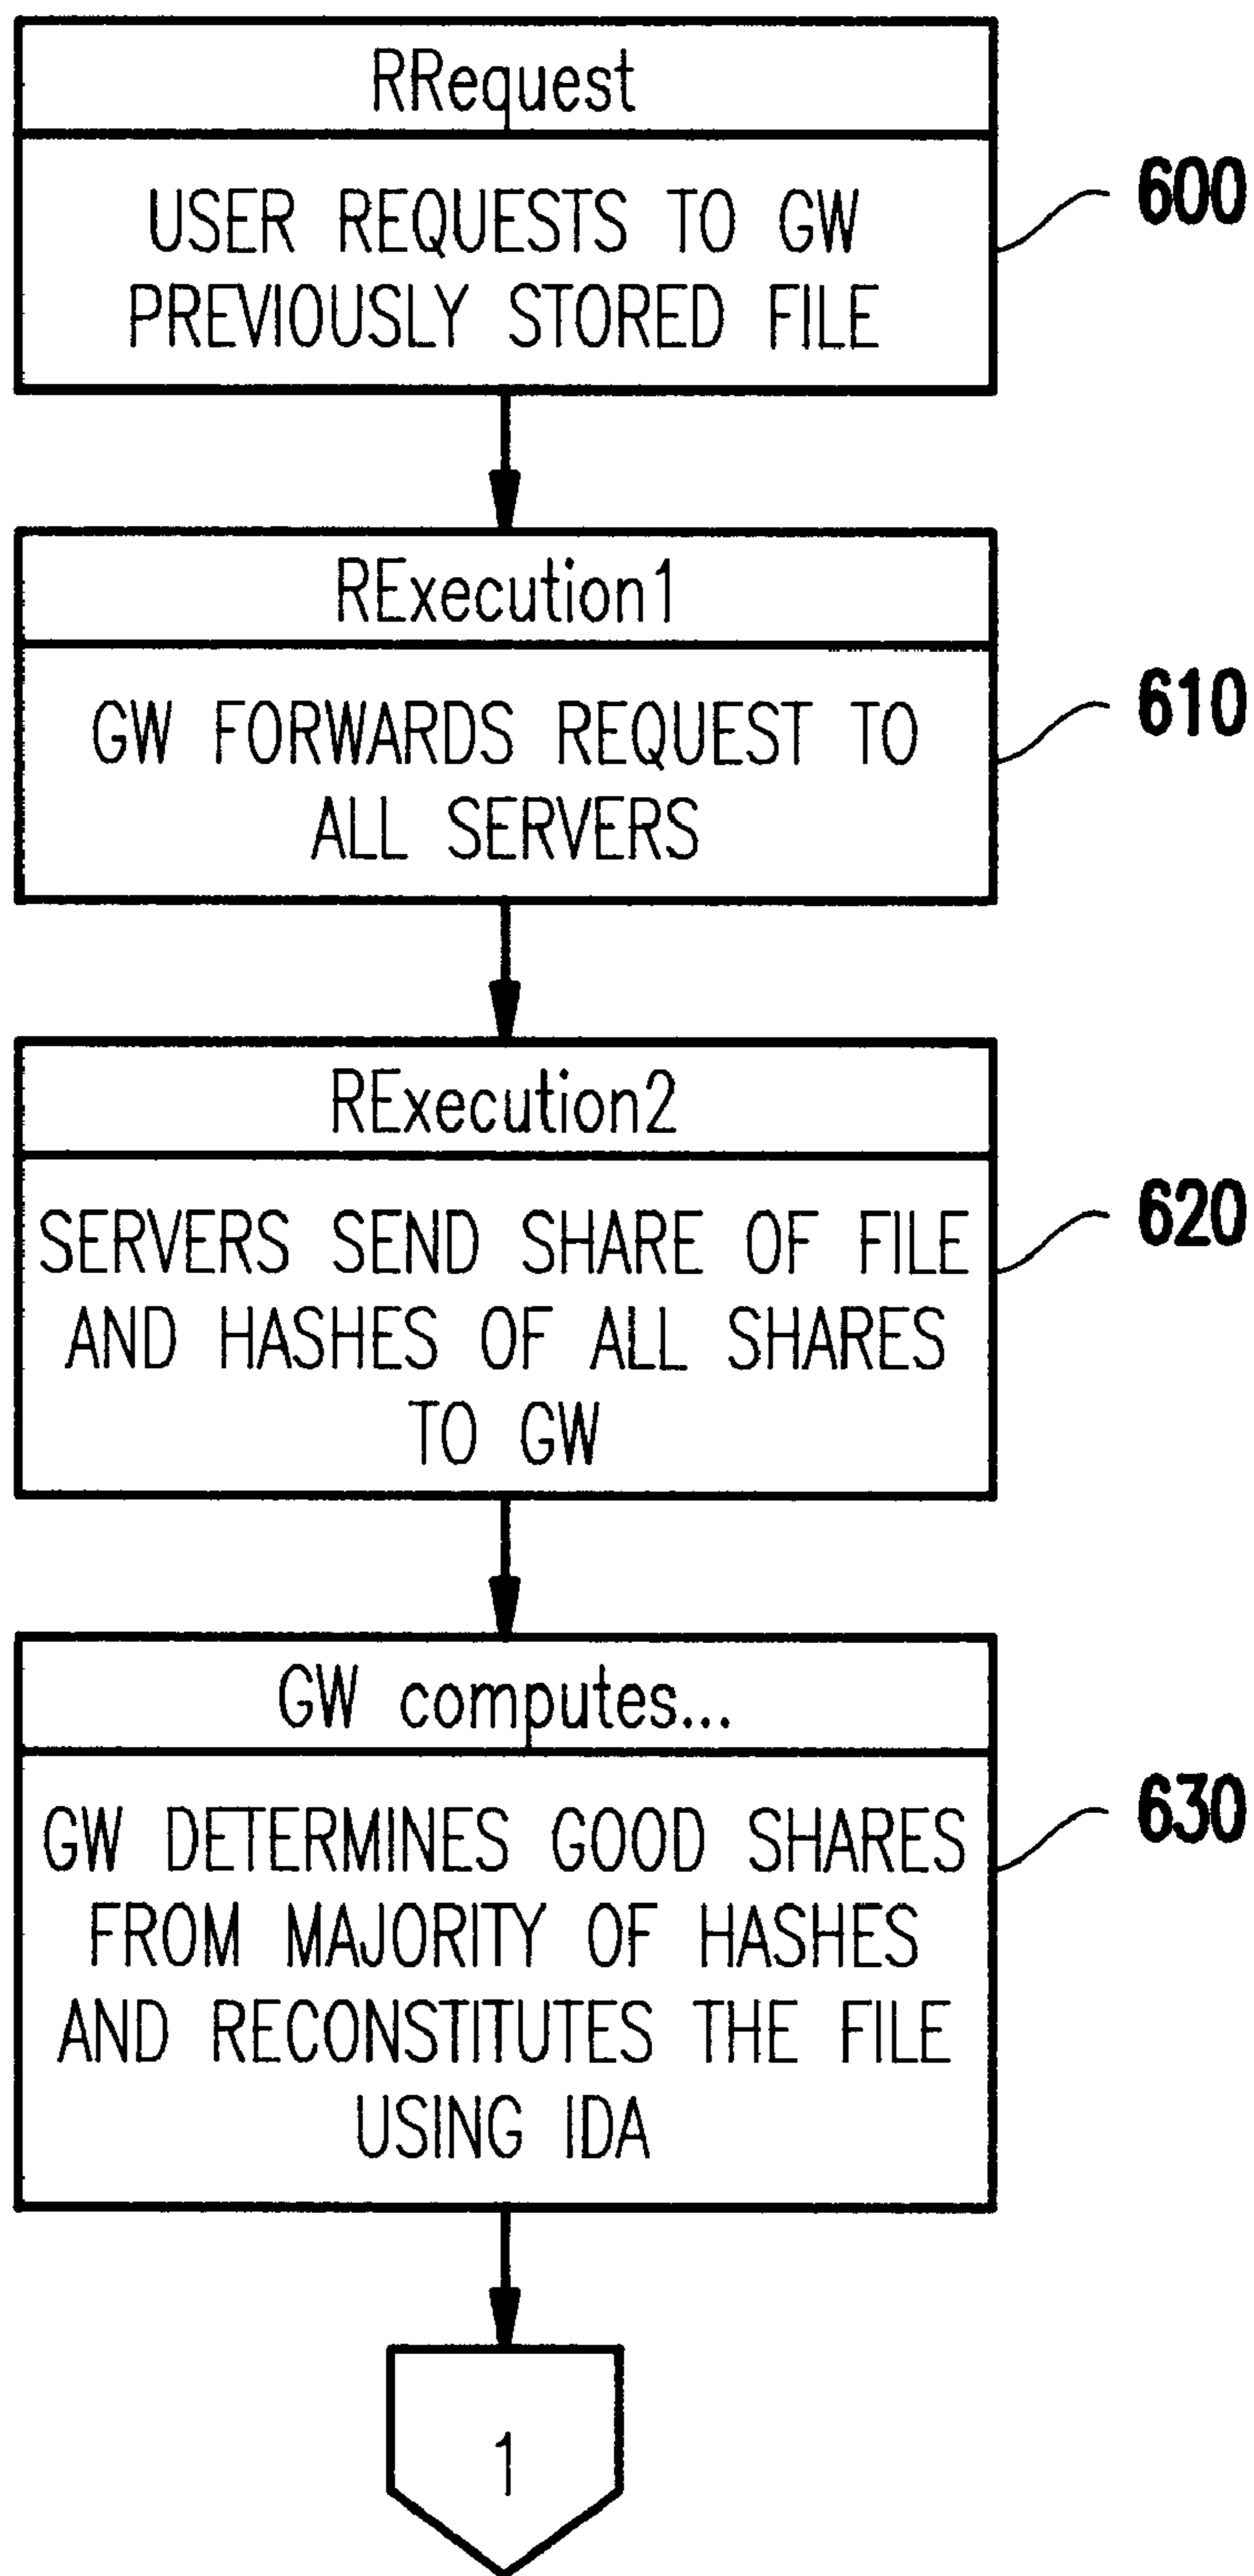 RRequest
USER REQUESTS TO GW
PREVIOUSLY STORED FILE
600
RExecution1
GW FORWARDS REQUEST TO
ALL SERVERS
610
RExecution2
SERVERS SEND SHARE OF FILE
AND HASHES OF ALL SHARES
TO GW
620
GW computes...
GW DETERMINES GOOD SHARES
FROM MAJORITY OF HASHES
AND RECONSTITUTES THE FILE
USING IDA
630
1